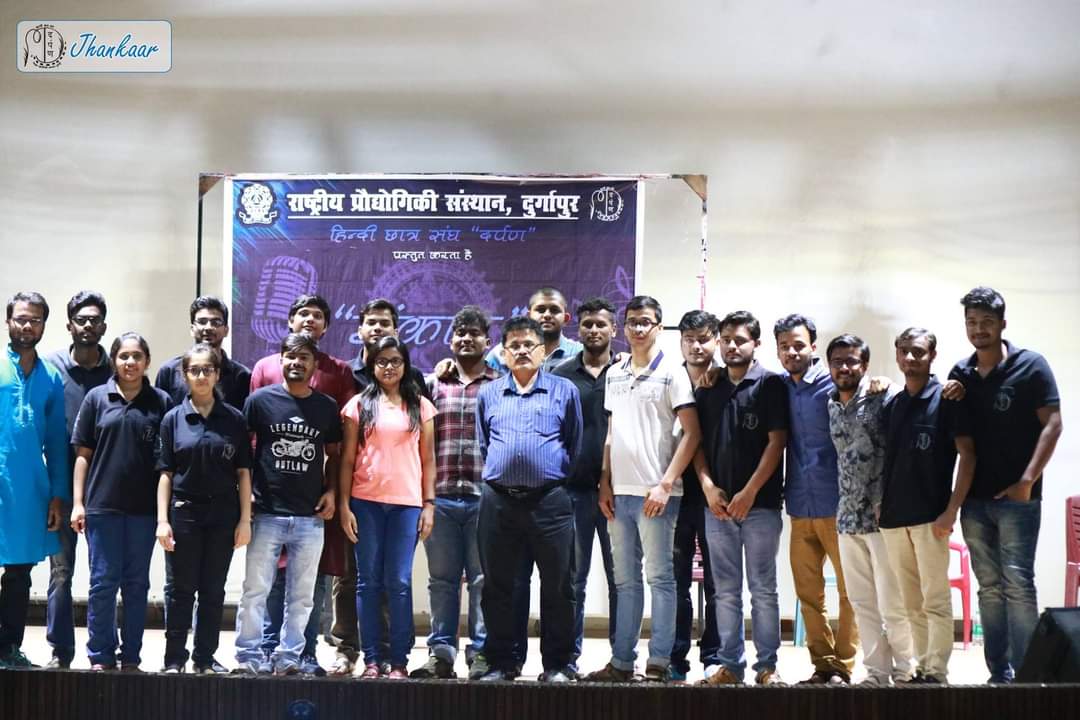 Jhankaar
राष्ट्रीय प्रौद्योगिकी संस्थान, दुर्गापुर
हिन्दी छात्र संघ "दर्पण"
प्रस्तुत करता है
LEGENDARY
OUTLAW